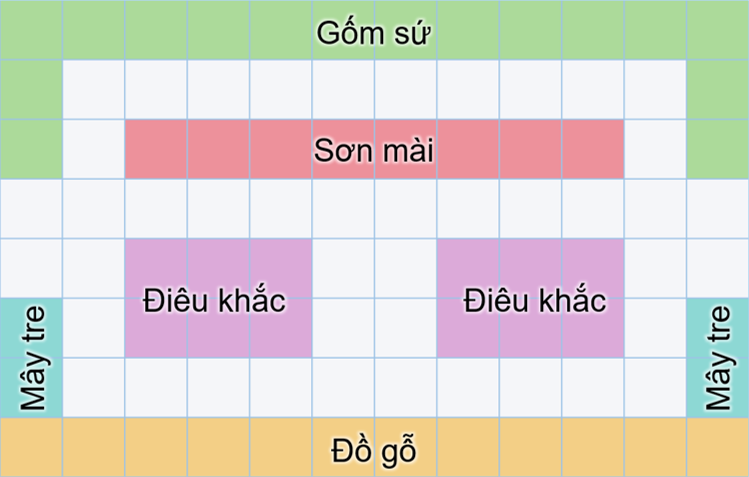 Gốm sứ
Sơn mài
Điêu khắc
Điêu khắc
Mây tre
Mây tre
Đồ gỗ